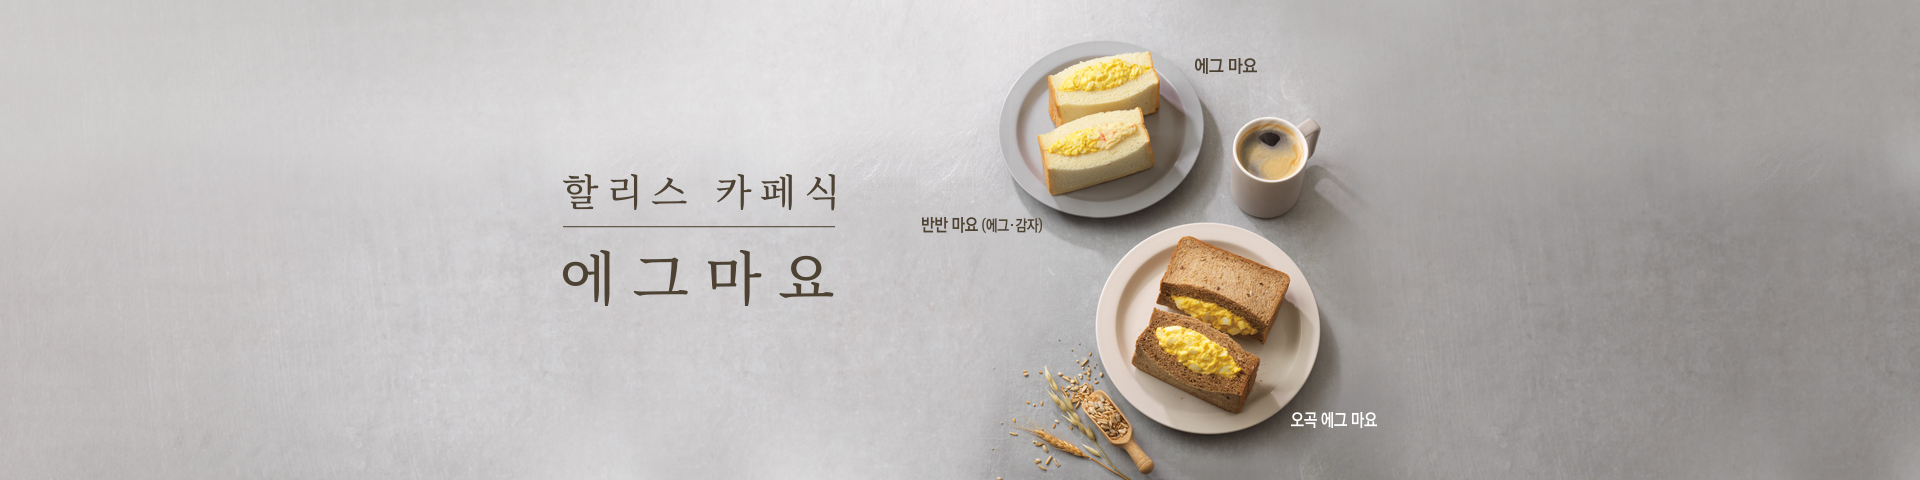 할리스 카페식
에그마요
에그 마요
반반 마요 (에그·감자)
오곡 에그 마요